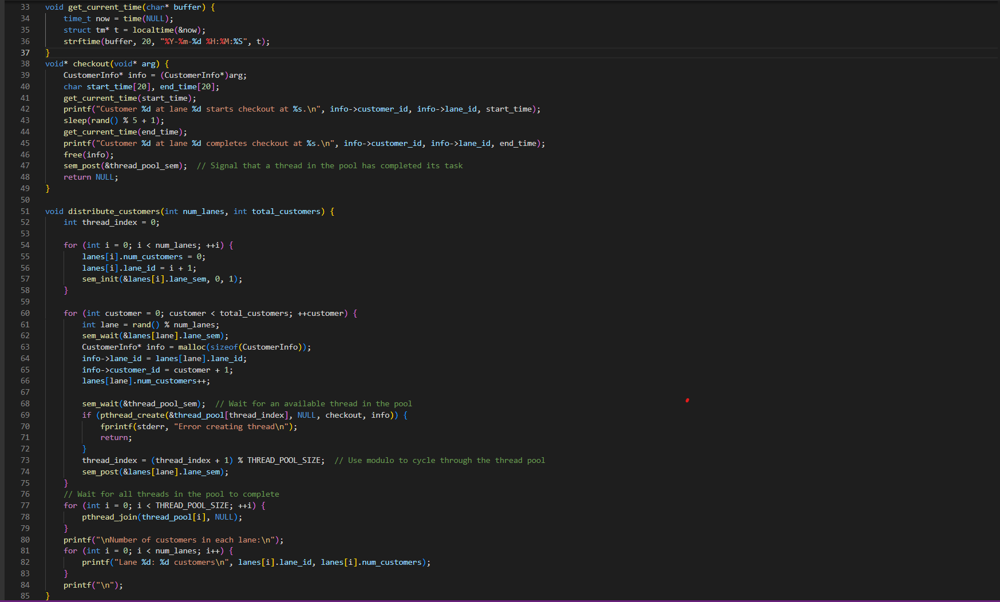 33 void get_current_time(char* buffer) {
34     time_t now = time(NULL);
35     struct tm* t = localtime(&now);
36     strftime(buffer, 20, "%Y-%m-%d %H:%M:%S", t);
37 }
38 void* checkout(void* arg) {
39     CustomerInfo* info = (CustomerInfo*)arg;
40     char start_time[20], end_time[20];
41     get_current_time(start_time);
42     printf("Customer %d at lane %d starts checkout at %s.\n", info->customer_id, info->lane_id, start_time);
43     sleep(rand() % 5 + 1);
44     get_current_time(end_time);
45     printf("Customer %d at lane %d completes checkout at %s.\n", info->customer_id, info->lane_id, end_time);
46     free(info);
47     sem_post(&thread_pool_sem);  // Signal that a thread in the pool has completed its task
48     return NULL;
49 }
50
51 void distribute_customers(int num_lanes, int total_customers) {
52     int thread_index = 0;
53
54     for (int i = 0; i < num_lanes; ++i) {
55         lanes[i].num_customers = 0;
56         lanes[i].lane_id = i + 1;
57         sem_init(&lanes[i].lane_sem, 0, 1);
58     }
59
60     for (int customer = 0; customer < total_customers; ++customer) {
61         int lane = rand() % num_lanes;
62         sem_wait(&lanes[lane].lane_sem);
63         CustomerInfo* info = malloc(sizeof(CustomerInfo));
64         info->lane_id = lanes[lane].lane_id;
65         info->customer_id = customer + 1;
66         lanes[lane].num_customers++;
67
68         sem_wait(&thread_pool_sem);  // Wait for an available thread in the pool
69         if (pthread_create(&thread_pool[thread_index], NULL, checkout, info)) {
70             fprintf(stderr, "Error creating thread\n");
71             return;
72         }
73         thread_index = (thread_index + 1) % THREAD_POOL_SIZE;  // Use modulo to cycle through the thread pool
74         sem_post(&lanes[lane].lane_sem);
75     }
76     // Wait for all threads in the pool to complete
77     for (int i = 0; i < THREAD_POOL_SIZE; ++i) {
78         pthread_join(thread_pool[i], NULL);
79     }
80     printf("\nNumber of customers in each lane:\n");
81     for (int i = 0; i < num_lanes; i++) {
82         printf("Lane %d: %d customers\n", lanes[i].lane_id, lanes[i].num_customers);
83     }
84     printf("\n");
85 }